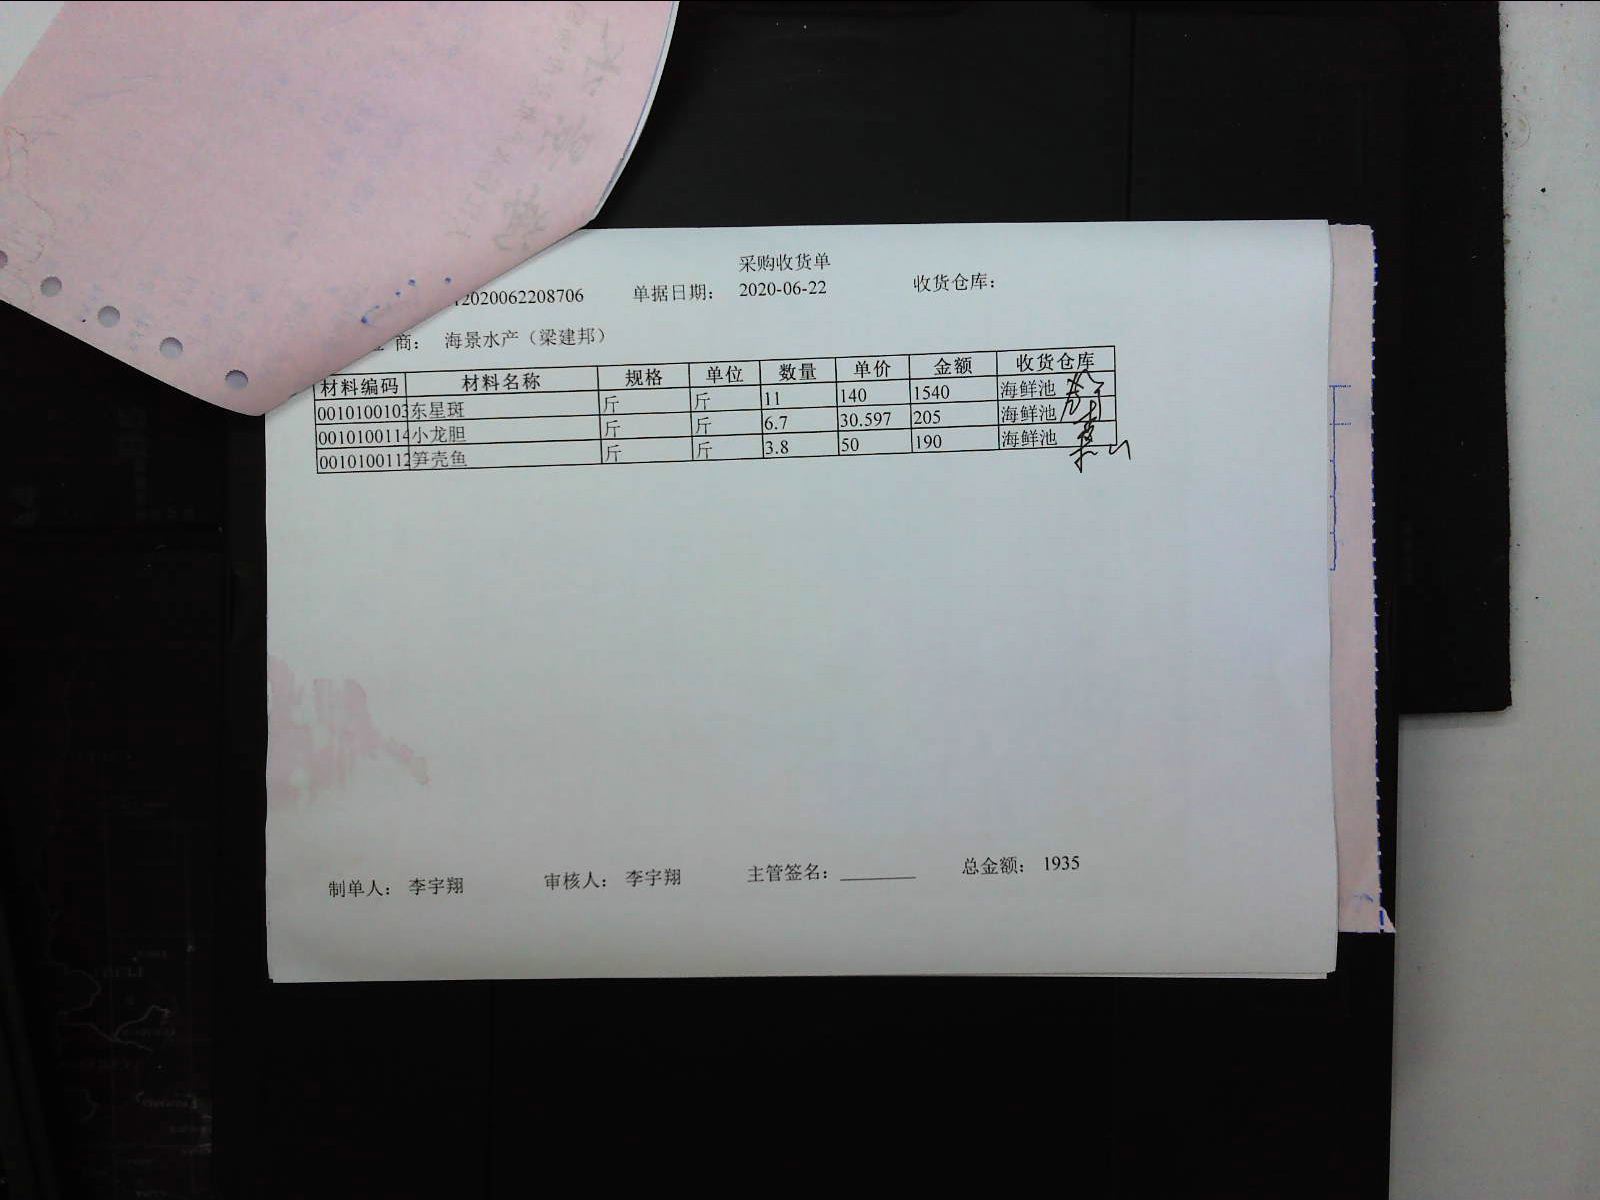 采购收货单
2020062208706 单据日期： 2020-06-22 收货仓库：
商： 海景水产（梁建邦）
材料编码 材料名称 规格 单位 数量 单价 金额 收货仓库
0010100103 东星斑 斤 斤 11 140 1540 海鲜池
0010100114 小龙胆 斤 斤 6.7 30.597 205 海鲜池
0010100112 笋壳鱼 斤 斤 3.8 50 190 海鲜池
制单人： 李宇翔 审核人： 李宇翔 主管签名：________ 总金额： 1935